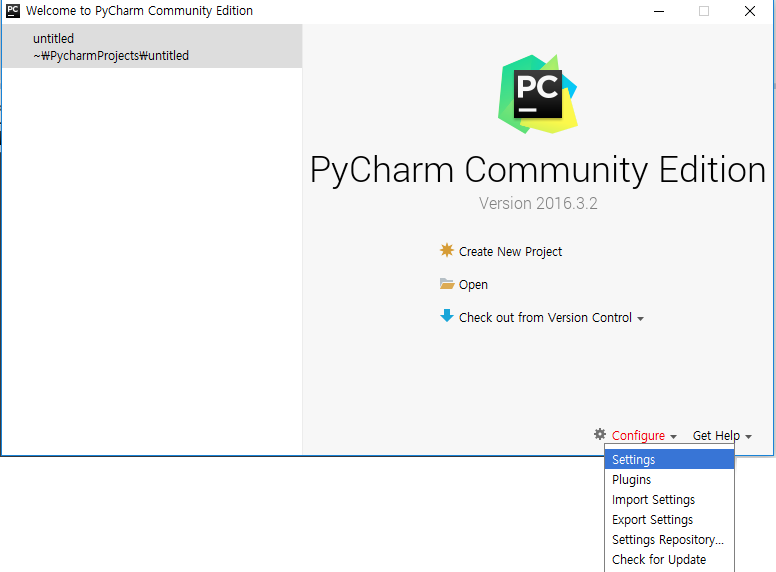 Welcome to PyCharm Community Edition
untitled
~₩PycharmProjects₩untitled
PC
PyCharm Community Edition
Version 2016.3.2
Create New Project
Open
Check out from Version Control
Configure
Get Help
Settings
Plugins
Import Settings
Export Settings
Settings Repository...
Check for Update